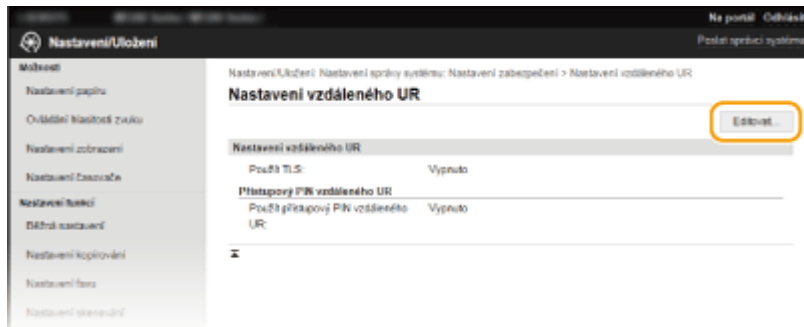 Na portál Odhlásit
Nastavení/Uložení
Poslat správci systému
Možnosti
Nastavení papíru
Ovládání hlasitosti zvuku
Nastavení zobrazení
Nastavení časovače
Nastavení funkcí
Běžná nastavení
Nastavení kopírování
Nastavení faxu
Nastavení skenování
Nastavení/Uložení: Nastavení správy systému: Nastavení zabezpečení > Nastavení vzdáleného UR
Nastavení vzdáleného UR
Editovat...
Nastavení vzdáleného UR
Použít TLS: Vypnuto
Přístupový PIN vzdáleného UR
Použít přístupový PIN vzdáleného Vypnuto
UR: